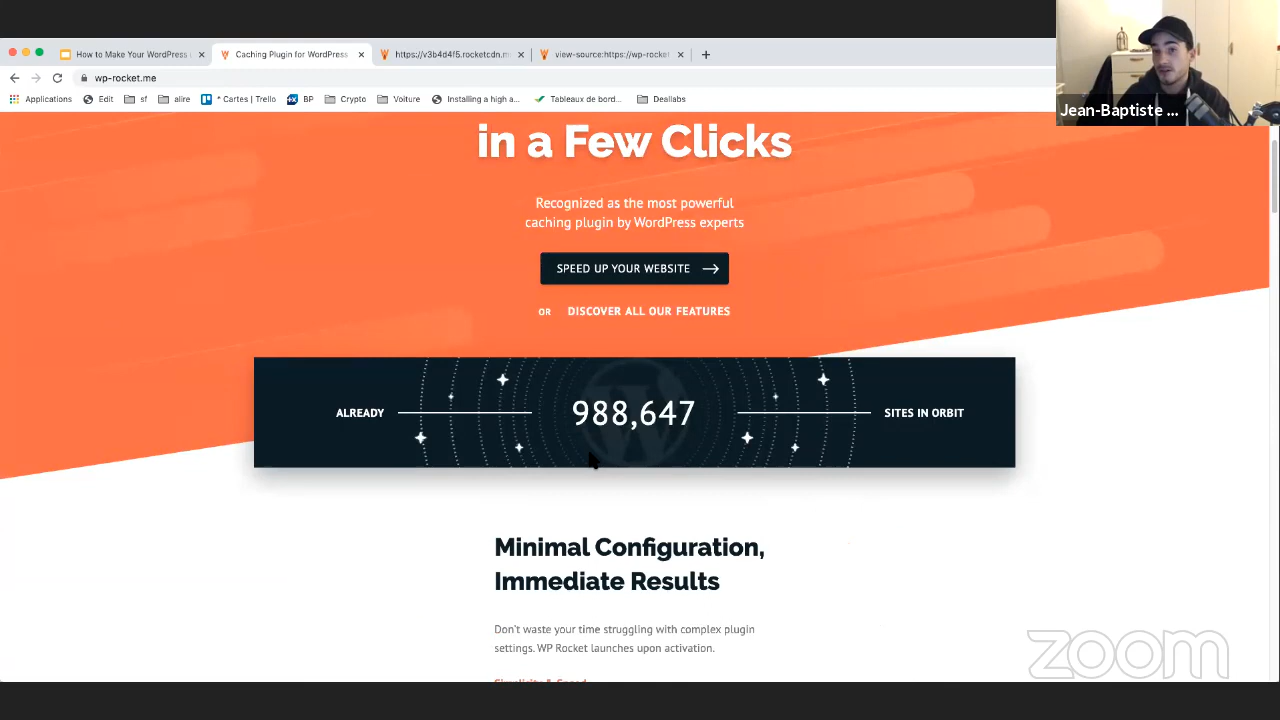 How to Make Your WordPress
Caching Plugin for WordPress
https://v3b4d4f5.rocketcdn.m
view-source:https://wp-rocket
wp-rocket.me
Applications
Edit
sf
alire
* Cartes | Trello
BP
Crypto
Voiture
Installing a high a...
Tableaux de bord...
Deallabs
Jean-Baptiste ...
in a Few Clicks
Recognized as the most powerful
caching plugin by WordPress experts
SPEED UP YOUR WEBSITE
OR DISCOVER ALL OUR FEATURES
ALREADY 988,647 SITES IN ORBIT
Minimal Configuration,
Immediate Results
Don't waste your time struggling with complex plugin
settings. WP Rocket launches upon activation.
Simplicity & Speed
zoom